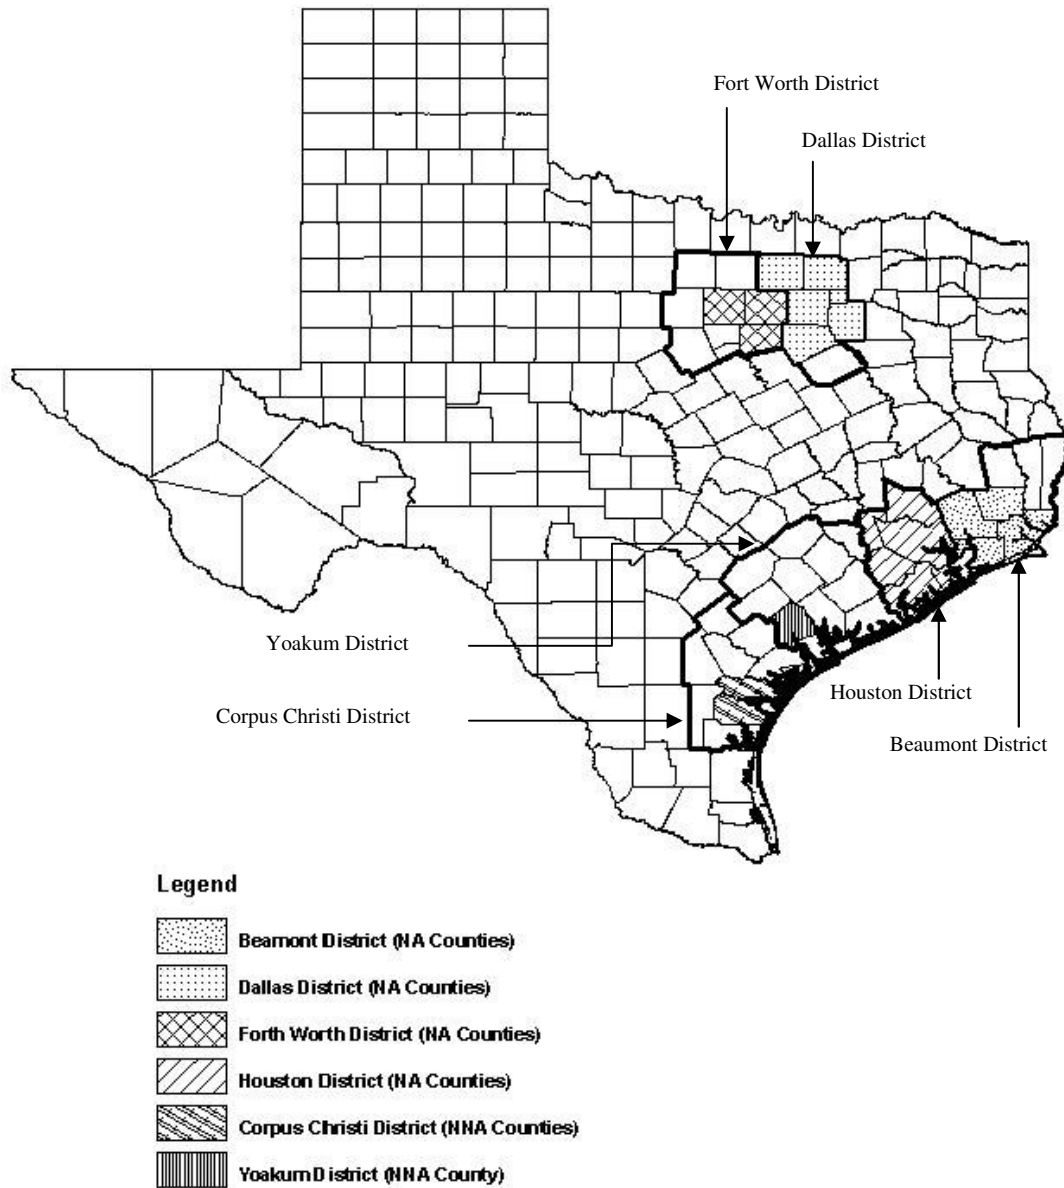 Fort Worth District
Dallas District
Yoakum District
Corpus Christi District
Houston District
Beaumont District
Legend
Beamont District (NA Counties)
Dallas District (NA Counties)
Forth Worth District (NA Counties)
Houston District (NA Counties)
Corpus Christi District (NNA Counties)
Yoakum District (NNA County)